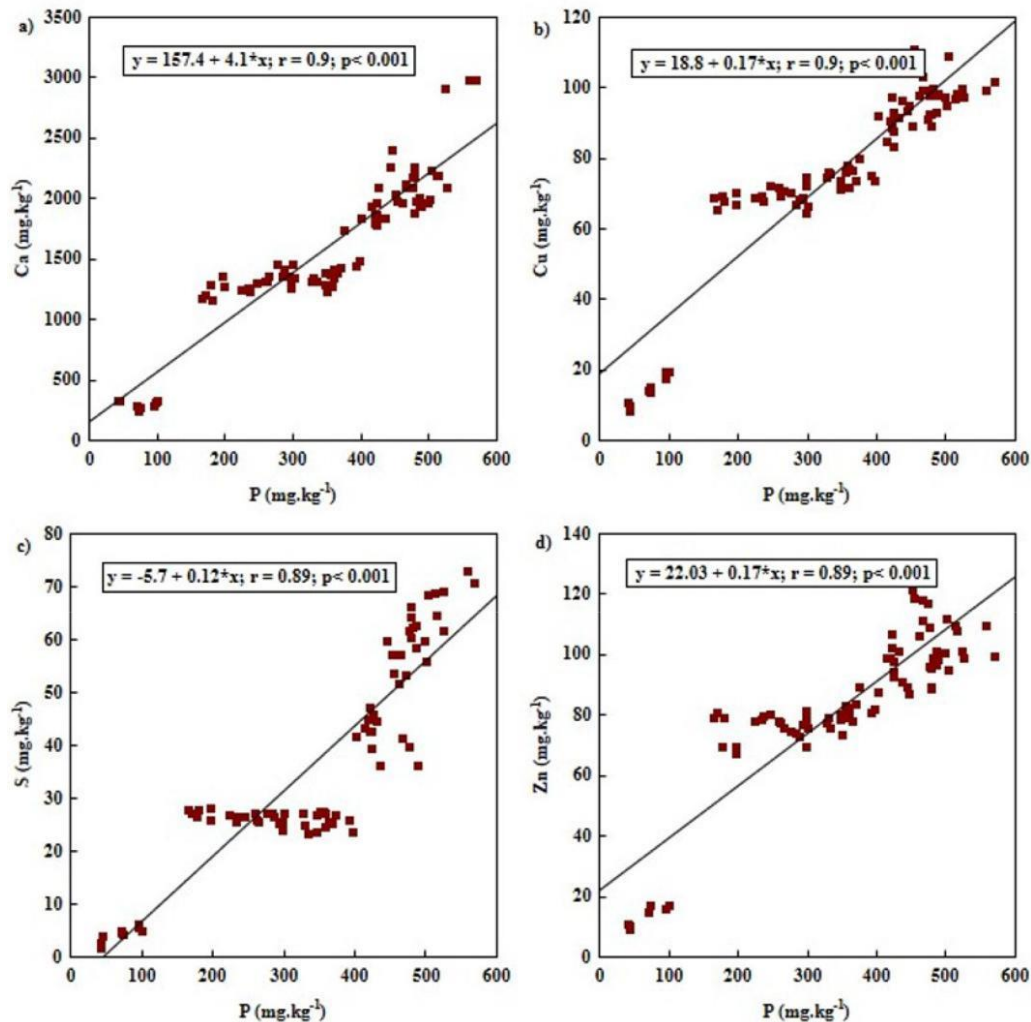 a)
3500
3000
2500
2000
1500
1000
500
0
Ca (mg.kg⁻¹)
y = 157.4 + 4.1*x; r = 0.9; p< 0.001
0 100 200 300 400 500 600
P (mg.kg⁻¹)
b)
120
100
80
60
40
20
0
Cu (mg.kg⁻¹)
y = 18.8 + 0.17*x; r = 0.9; p< 0.001
0 100 200 300 400 500 600
P (mg.kg⁻¹)
c)
80
70
60
50
40
30
20
10
0
S (mg.kg⁻¹)
y = -5.7 + 0.12*x; r = 0.89; p< 0.001
0 100 200 300 400 500 600
P (mg.kg⁻¹)
d)
140
120
100
80
60
40
20
0
Zn (mg.kg⁻¹)
y = 22.03 + 0.17*x; r = 0.89; p< 0.001
0 100 200 300 400 500 600
P (mg.kg⁻¹)